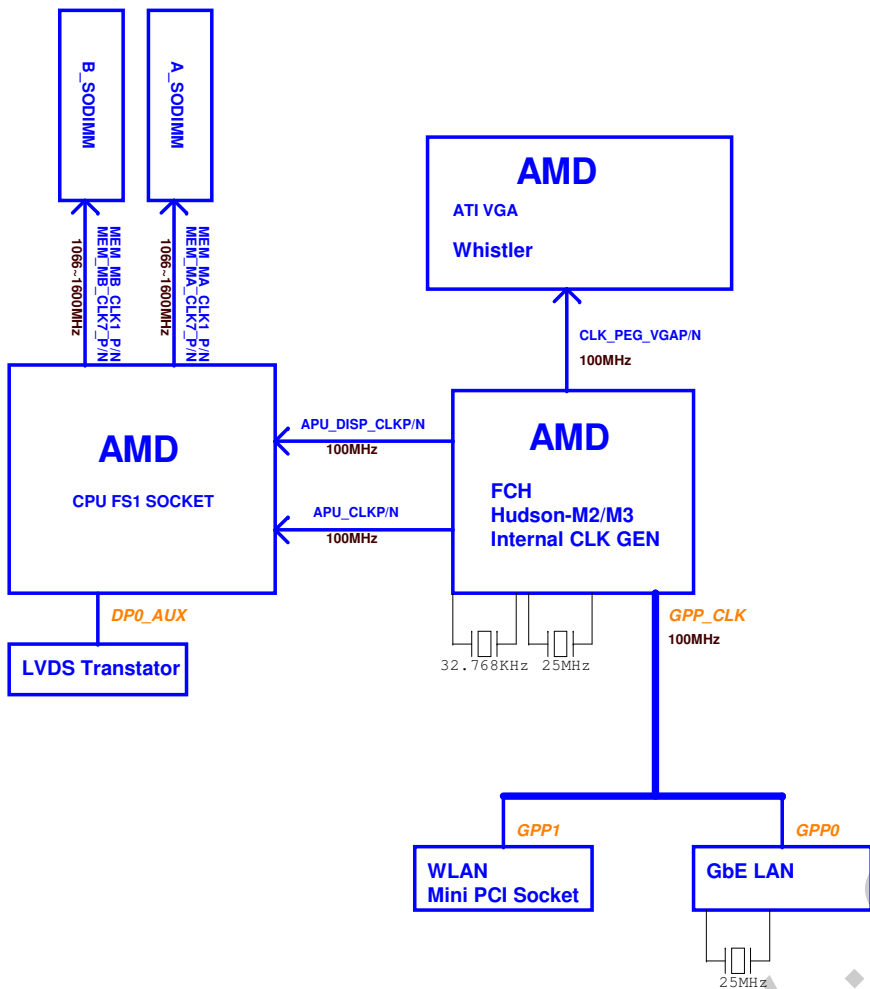 B_SODIMM
A_SODIMM
MEM_MB_CLK1_P/N
MEM_MB_CLK7_P/N
1066~1600MHz
MEM_MA_CLK1_P/N
MEM_MA_CLK7_P/N
1066~1600MHz
AMD
ATI VGA
Whistler
CLK_PEG_VGAP/N
100MHz
AMD
CPU FS1 SOCKET
APU_DISP_CLKP/N
100MHz
APU_CLKP/N
100MHz
AMD
FCH
Hudson-M2/M3
Internal CLK GEN
DP0_AUX
LVDS Transtator
32.768KHz
25MHz
GPP_CLK
100MHz
GPP1
WLAN
Mini PCI Socket
GPP0
GbE LAN
25MHz